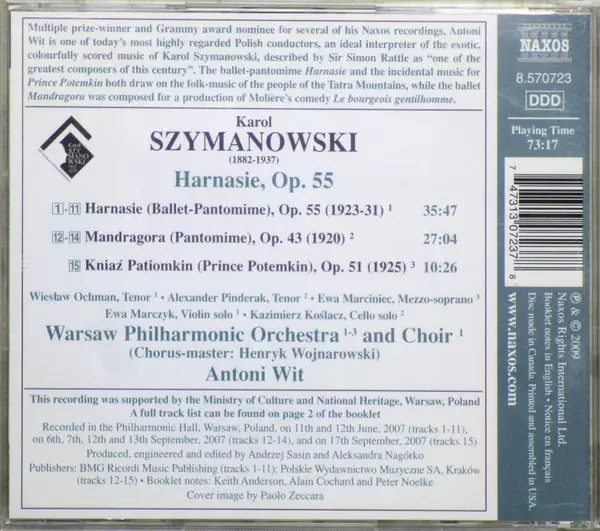 Multiple prize-winner and Grammy award nominee for several of his Naxos recordings, Antoni
Wit is one of today's most highly regarded Polish conductors, an ideal interpreter of the exotic,
colourfully scored music of Karol Szymanowski, described by Sir Simon Rattle as "one of
the greatest composers of this century". The ballet-pantomime Harnasie and the incidental music for
Prince Potemkin both draw on the folk-music of the people of the Tatra Mountains, while the ballet
Mandragora was composed for a production of Molière's comedy Le bourgeois gentilhomme.
Karol
SZYMANOWSKI
(1882-1937)
Harnasie, Op. 55
1-11 Harnasie (Ballet-Pantomime), Op. 55 (1923-31) 1 35:47
12-14 Mandragora (Pantomime), Op. 43 (1920) 2 27:04
15 Kniaź Patiomkin (Prince Potemkin), Op. 51 (1925) 3 10:26
Wiesław Ochman, Tenor 1 • Alexander Pinderak, Tenor 2 • Ewa Marciniec, Mezzo-soprano 3
Ewa Marczyk, Violin solo 1 • Kazimierz Koślacz, Cello solo 2
Warsaw Philharmonic Orchestra 1-3 and Choir 1
(Chorus-master: Henryk Wojnarowski)
Antoni Wit
This recording was supported by the Ministry of Culture and National Heritage, Warsaw, Poland
A full track list can be found on page 2 of the booklet
Recorded in the Philharmonic Hall, Warsaw, Poland, on 11th and 12th June, 2007 (tracks 1-11),
on 6th, 7th, 12th and 13th September, 2007 (tracks 12-14), and on 17th September, 2007 (tracks 15)
Produced, engineered and edited by Andrzej Sasin and Aleksandra Nagórko
Publishers: BMG Ricordi Music Publishing (tracks 1-11); Polskie Wydawnictwo Muzyczne SA, Kraków
(tracks 12-15) • Booklet notes: Keith Anderson, Alain Cochard and Peter Noelke
Cover image by Paolo Zeccara
NAXOS
8.570723
DDD
Playing Time
73:17
7 47313 07237 8
www.naxos.com
℗ & © 2009
Naxos Rights International Ltd.
Booklet notes in English • Notice en français
Disc made in Canada. Printed and assembled in USA.